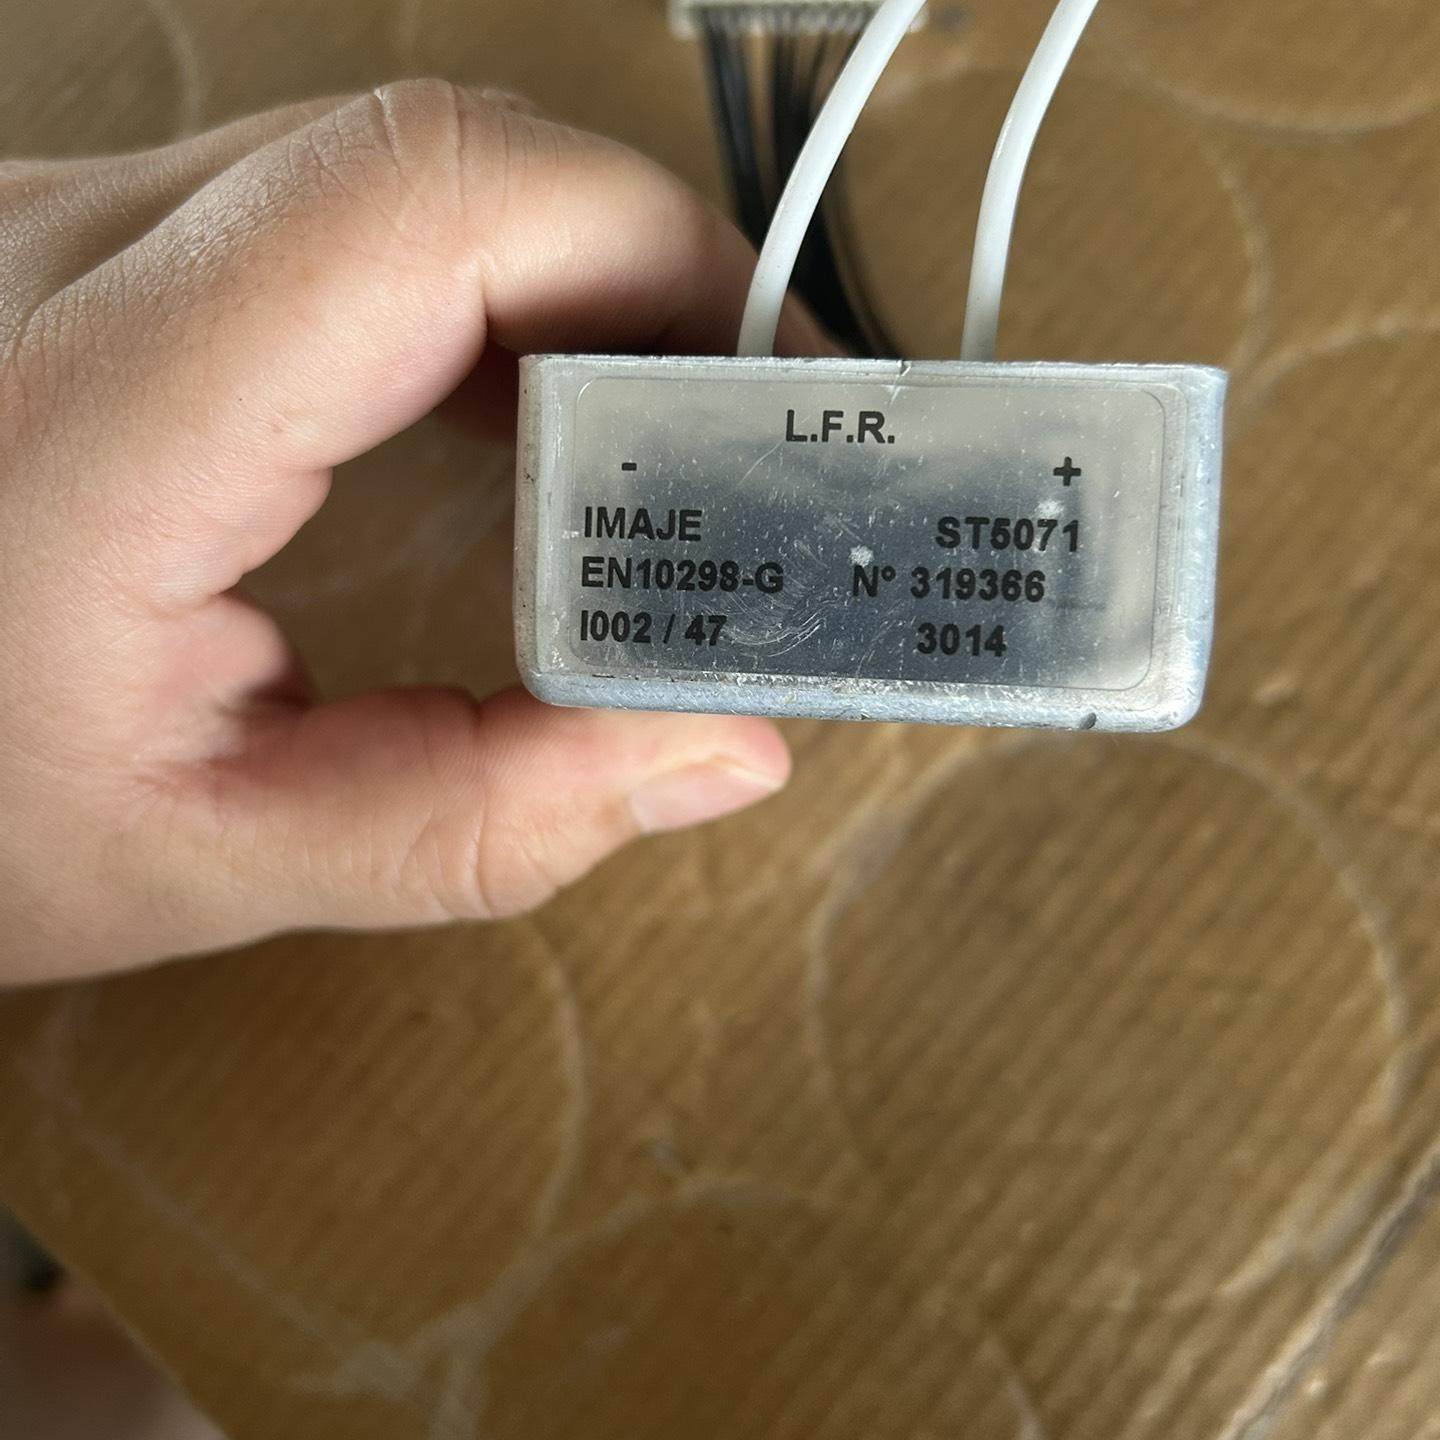 L.F.R.
- +
IMAJE ST5071
EN10298-G N° 319366
I002 / 47 3014